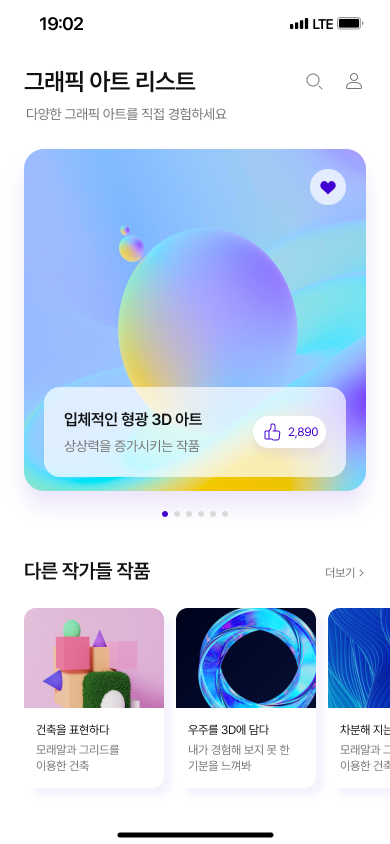 19:02
LTE
그래픽 아트 리스트
다양한 그래픽 아트를 직접 경험하세요
입체적인 형광 3D 아트
상상력을 증가시키는 작품
2,890
다른 작가들 작품
더보기
건축을 표현하다
모래알과 그리드를
이용한 건축
우주를 3D에 담다
내가 경험해 보지 못 한
기분을 느껴봐
차분해 지는
모래알과
이용한 건축